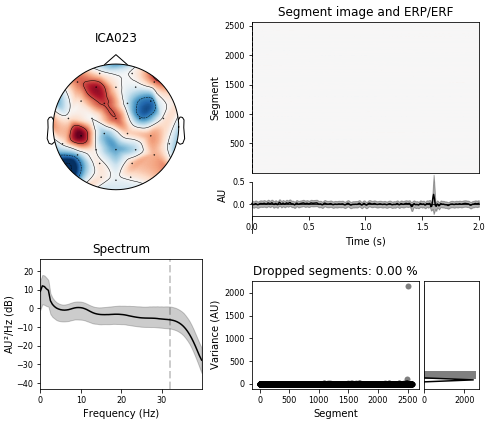 ICA023
Segment image and ERP/ERF
2500
2000
1500
1000
500
Segment
0.5
0.0
AU
0.0 0.5 1.0 1.5 2.0
Time (s)
Spectrum
20
10
0
−10
−20
−30
−40
AU²/Hz (dB)
0 10 20 30
Frequency (Hz)
Dropped segments: 0.00 %
2000
1500
1000
500
0
Variance (AU)
0 500 1000 1500 2000 2500
Segment
0 2000